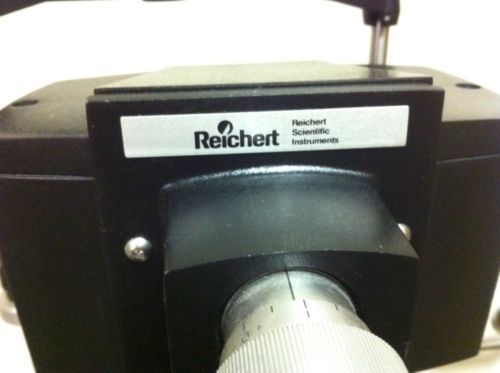 Reichert
Reichert
Scientific
Instruments